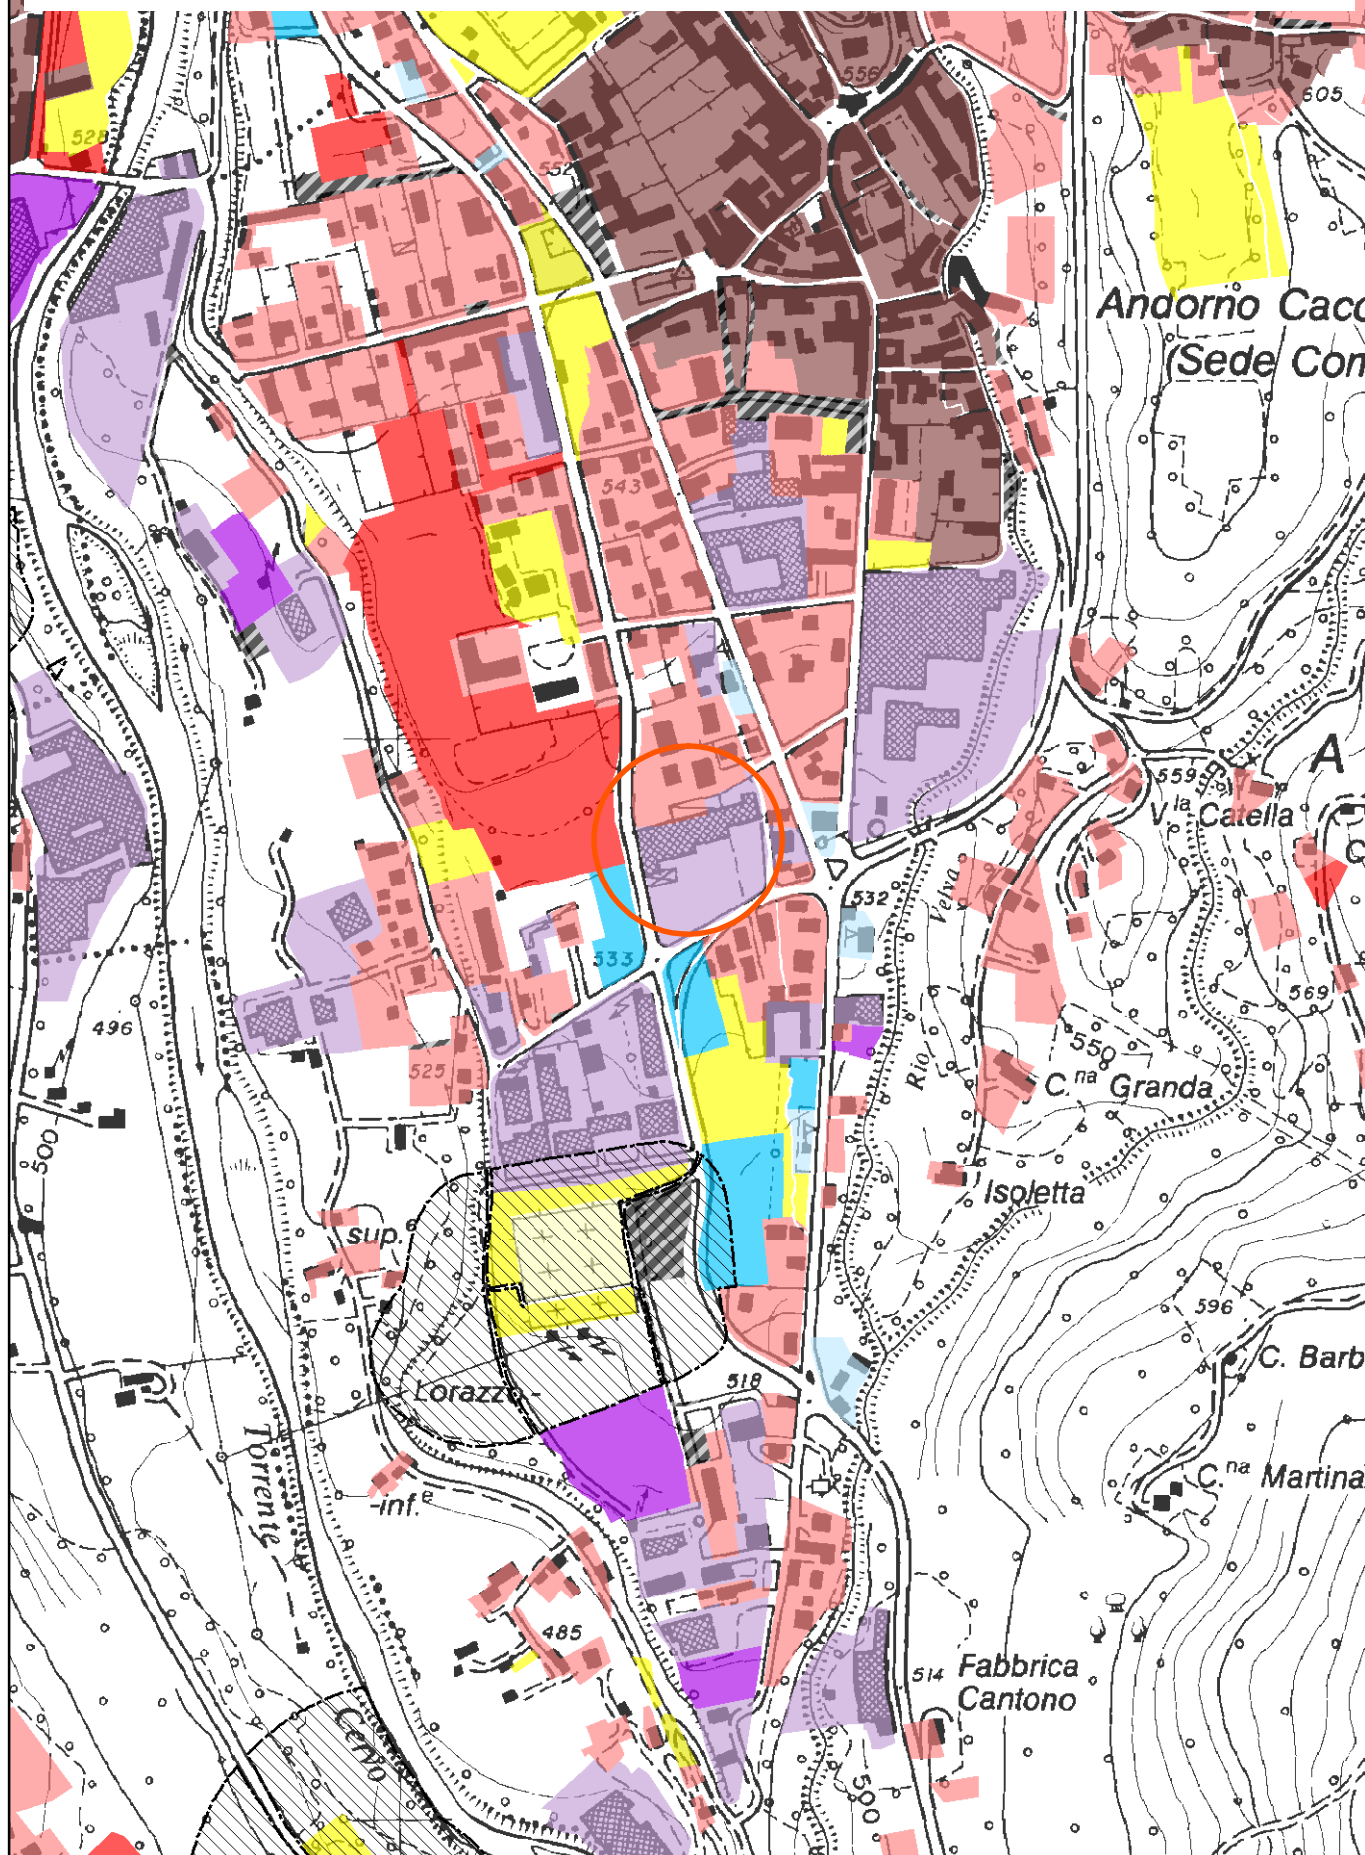 556
605
528
552
Andorno Cacc
(Sede Com
543
A
559
V.la Catella
C
532
Velva
533
569
496
550
Rio
C.na Granda
525
500
Isoletta
sup.e
596
C. Barb
518
Lorazzo-
C.na Martina
Torrente
-inf.e
485
514 Fabbrica
Cantono
Cervo
500